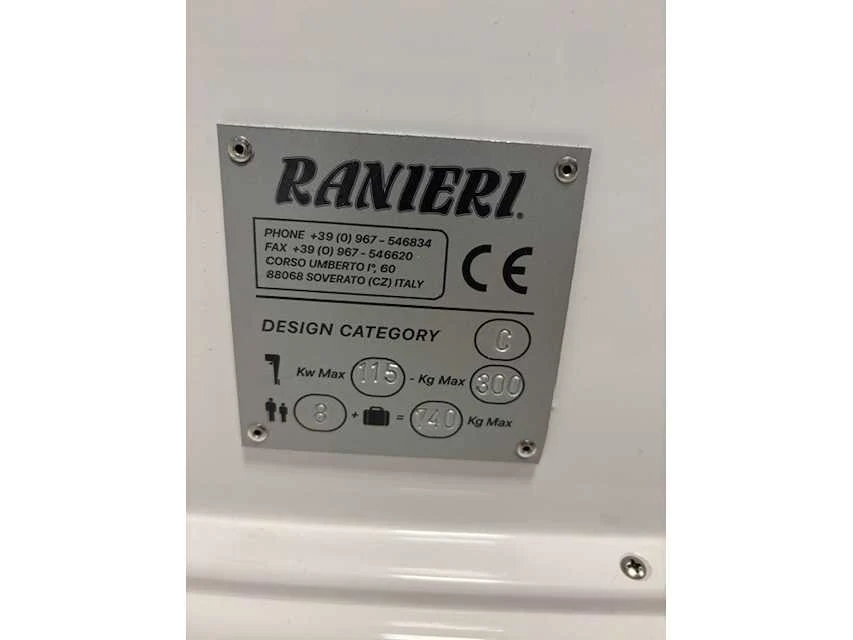 RANIERI
PHONE +39 (0) 967 - 546834
FAX +39 (0) 967 - 546620
CORSO UMBERTO I°, 60
88068 SOVERATO (CZ) ITALY
CE
DESIGN CATEGORY C
Kw Max 115 - Kg Max 300
8 + = 740 Kg Max